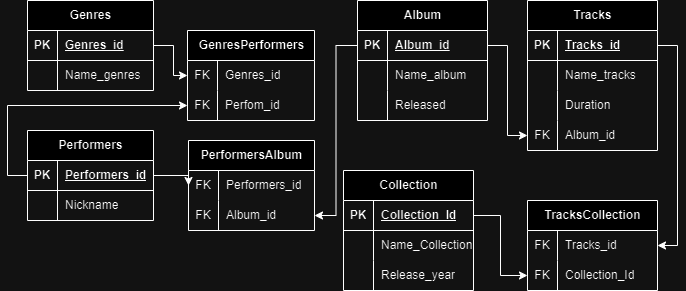 Genres
PK Genres_id
Name_genres
GenresPerformers
FK Genres_id
FK Perfom_id
Album
PK Album_id
Name_album
Released
Tracks
PK Tracks_id
Name_tracks
Duration
FK Album_id
Performers
PK Performers_id
Nickname
PerformersAlbum
FK Performers_id
FK Album_id
Collection
PK Collection_Id
Name_Collection
Release_year
TracksCollection
FK Tracks_id
FK Collection_Id